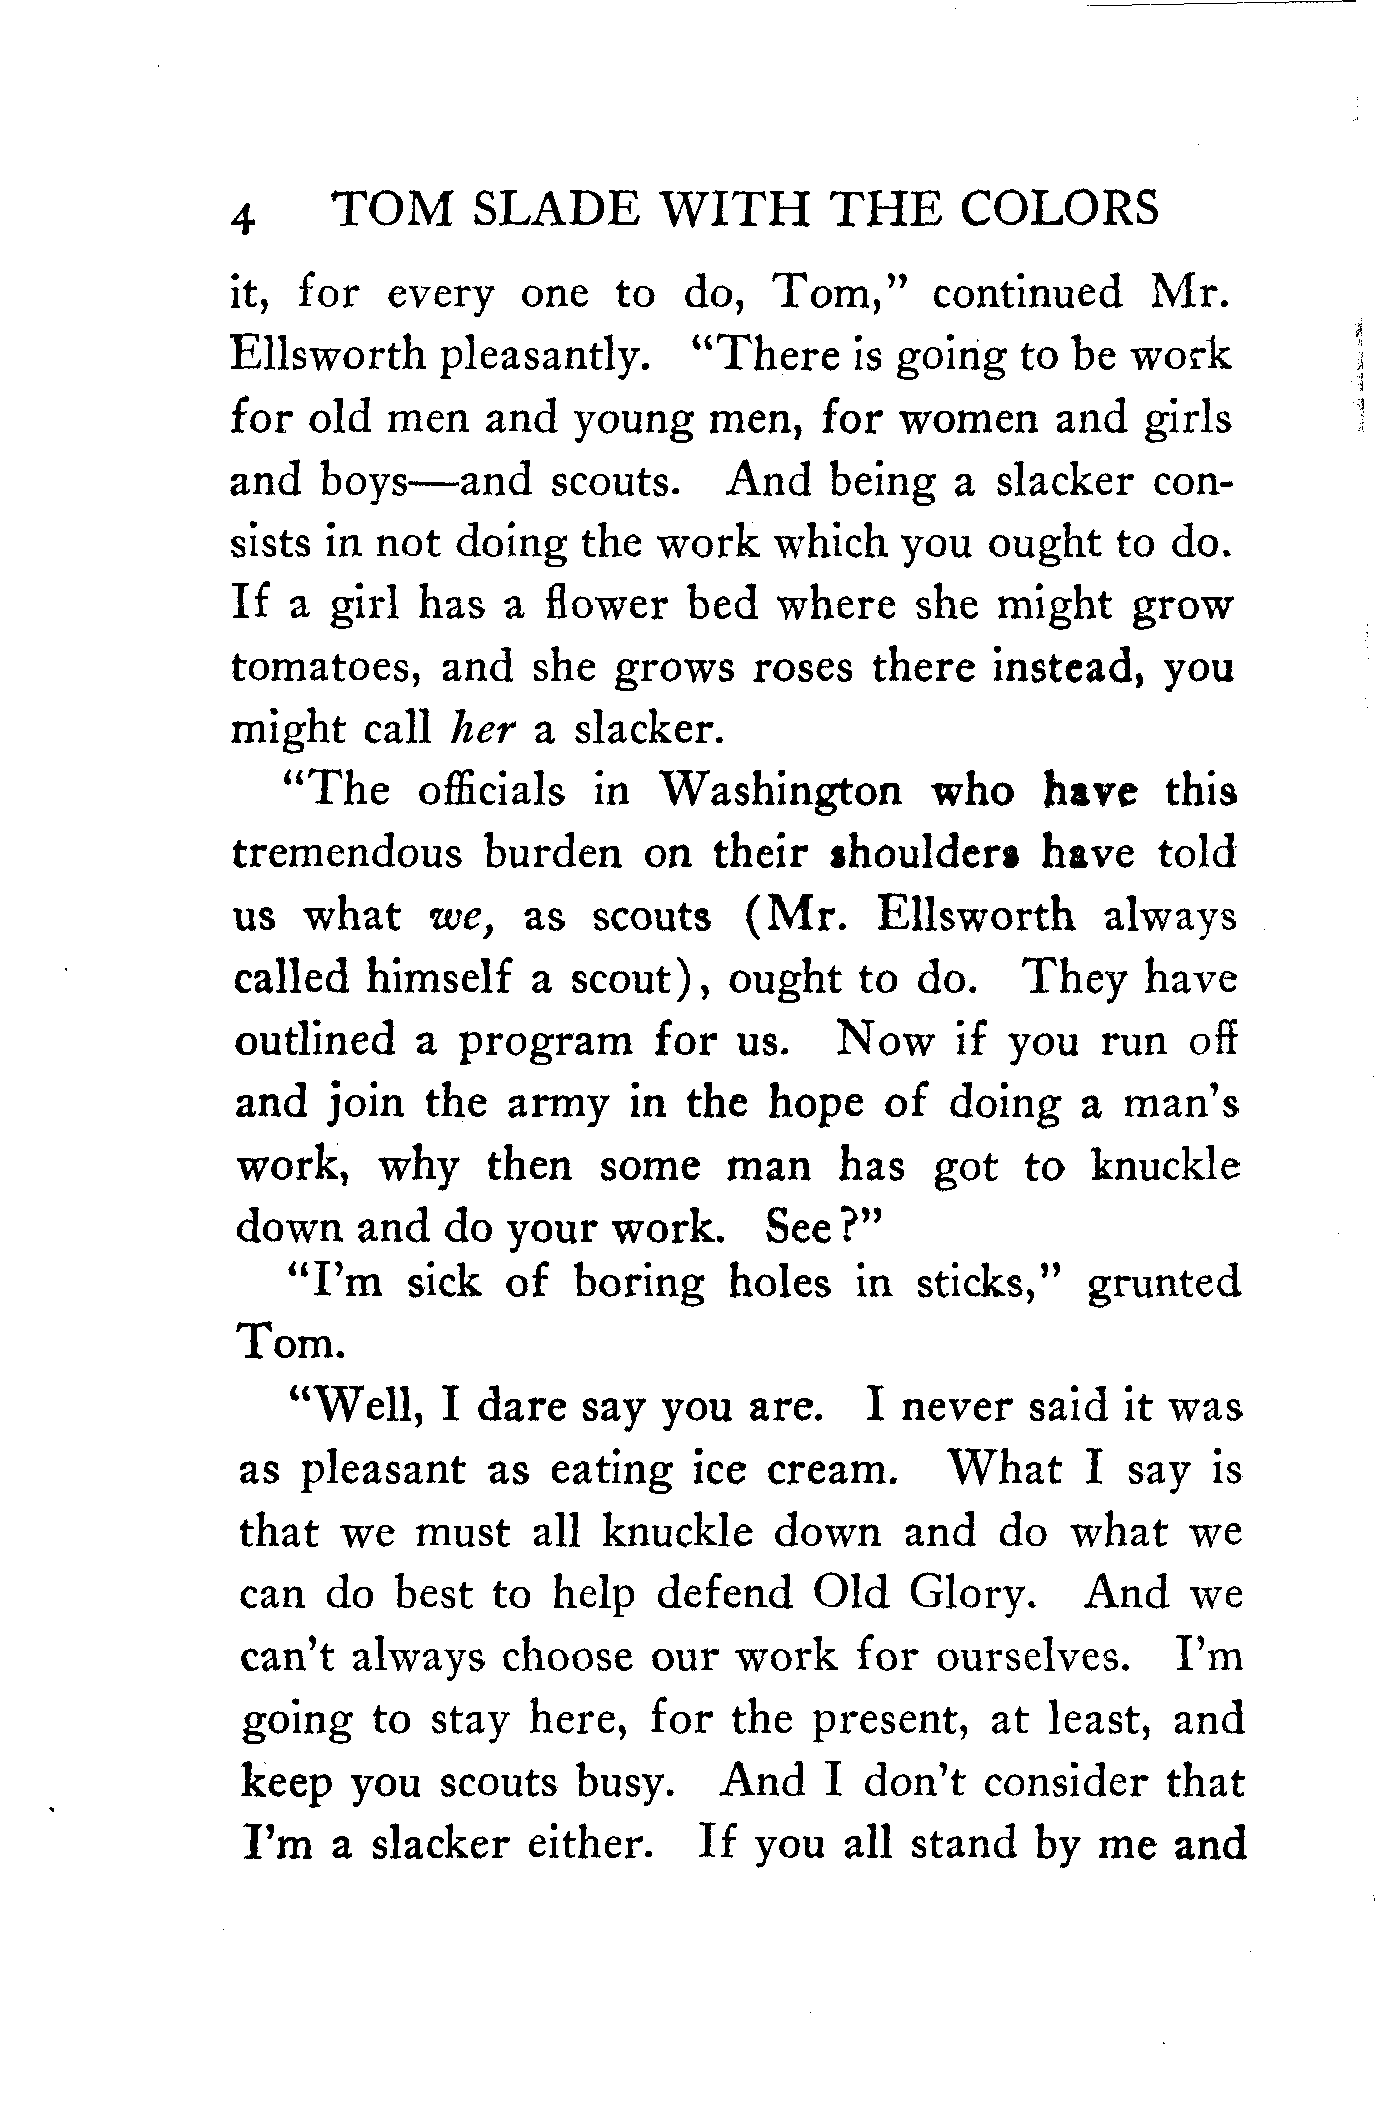 4 TOM SLADE WITH THE COLORS
it, for every one to do, Tom," continued Mr.
Ellsworth pleasantly. "There is going to be work
for old men and young men, for women and girls
and boys—and scouts. And being a slacker con-
sists in not doing the work which you ought to do.
If a girl has a flower bed where she might grow
tomatoes, and she grows roses there instead, you
might call her a slacker.
"The officials in Washington who have this
tremendous burden on their shoulders have told
us what we, as scouts (Mr. Ellsworth always
called himself a scout), ought to do. They have
outlined a program for us. Now if you run off
and join the army in the hope of doing a man's
work, why then some man has got to knuckle
down and do your work. See?"
"I'm sick of boring holes in sticks," grunted
Tom.
"Well, I dare say you are. I never said it was
as pleasant as eating ice cream. What I say is
that we must all knuckle down and do what we
can do best to help defend Old Glory. And we
can't always choose our work for ourselves. I'm
going to stay here, for the present, at least, and
keep you scouts busy. And I don't consider that
I'm a slacker either. If you all stand by me and